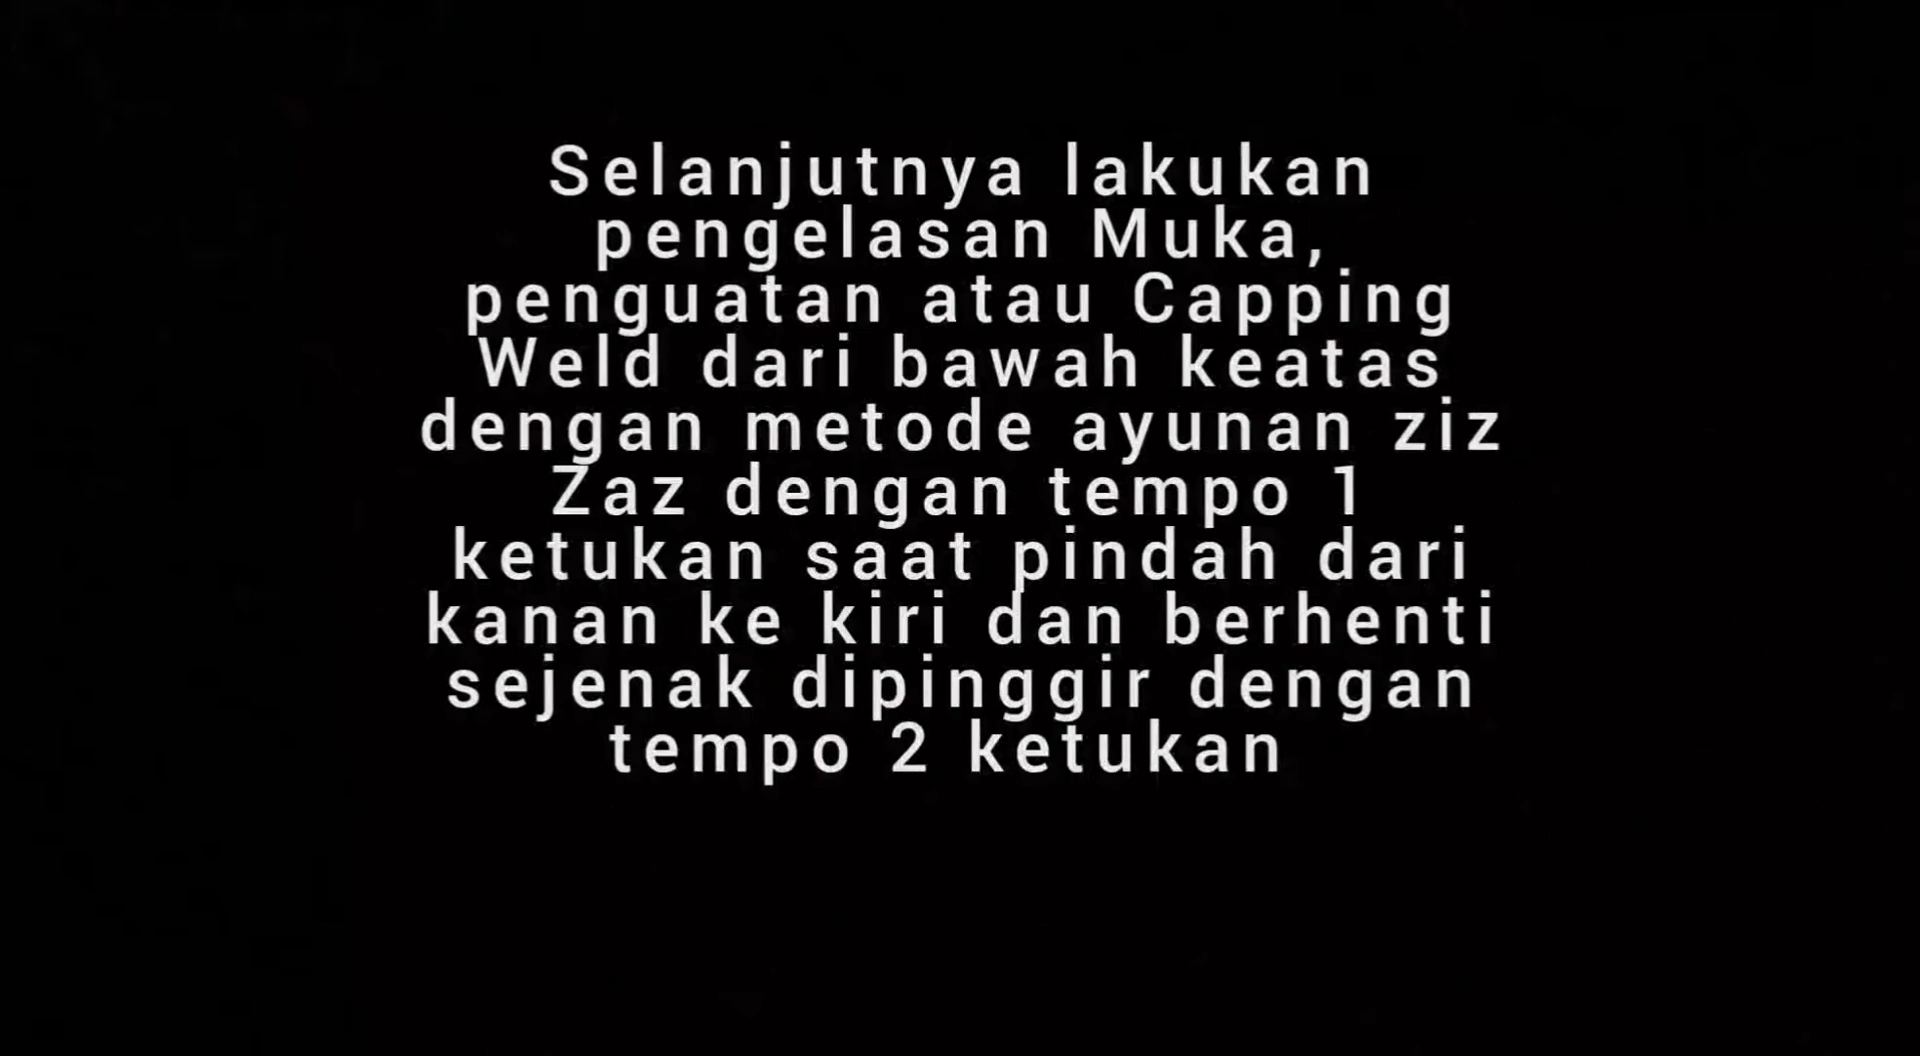 Selanjutnya lakukan
pengelasan Muka,
penguatan atau Capping
Weld dari bawah keatas
dengan metode ayunan ziz
Zaz dengan tempo 1
ketukan saat pindah dari
kanan ke kiri dan berhenti
sejenak dipinggir dengan
tempo 2 ketukan